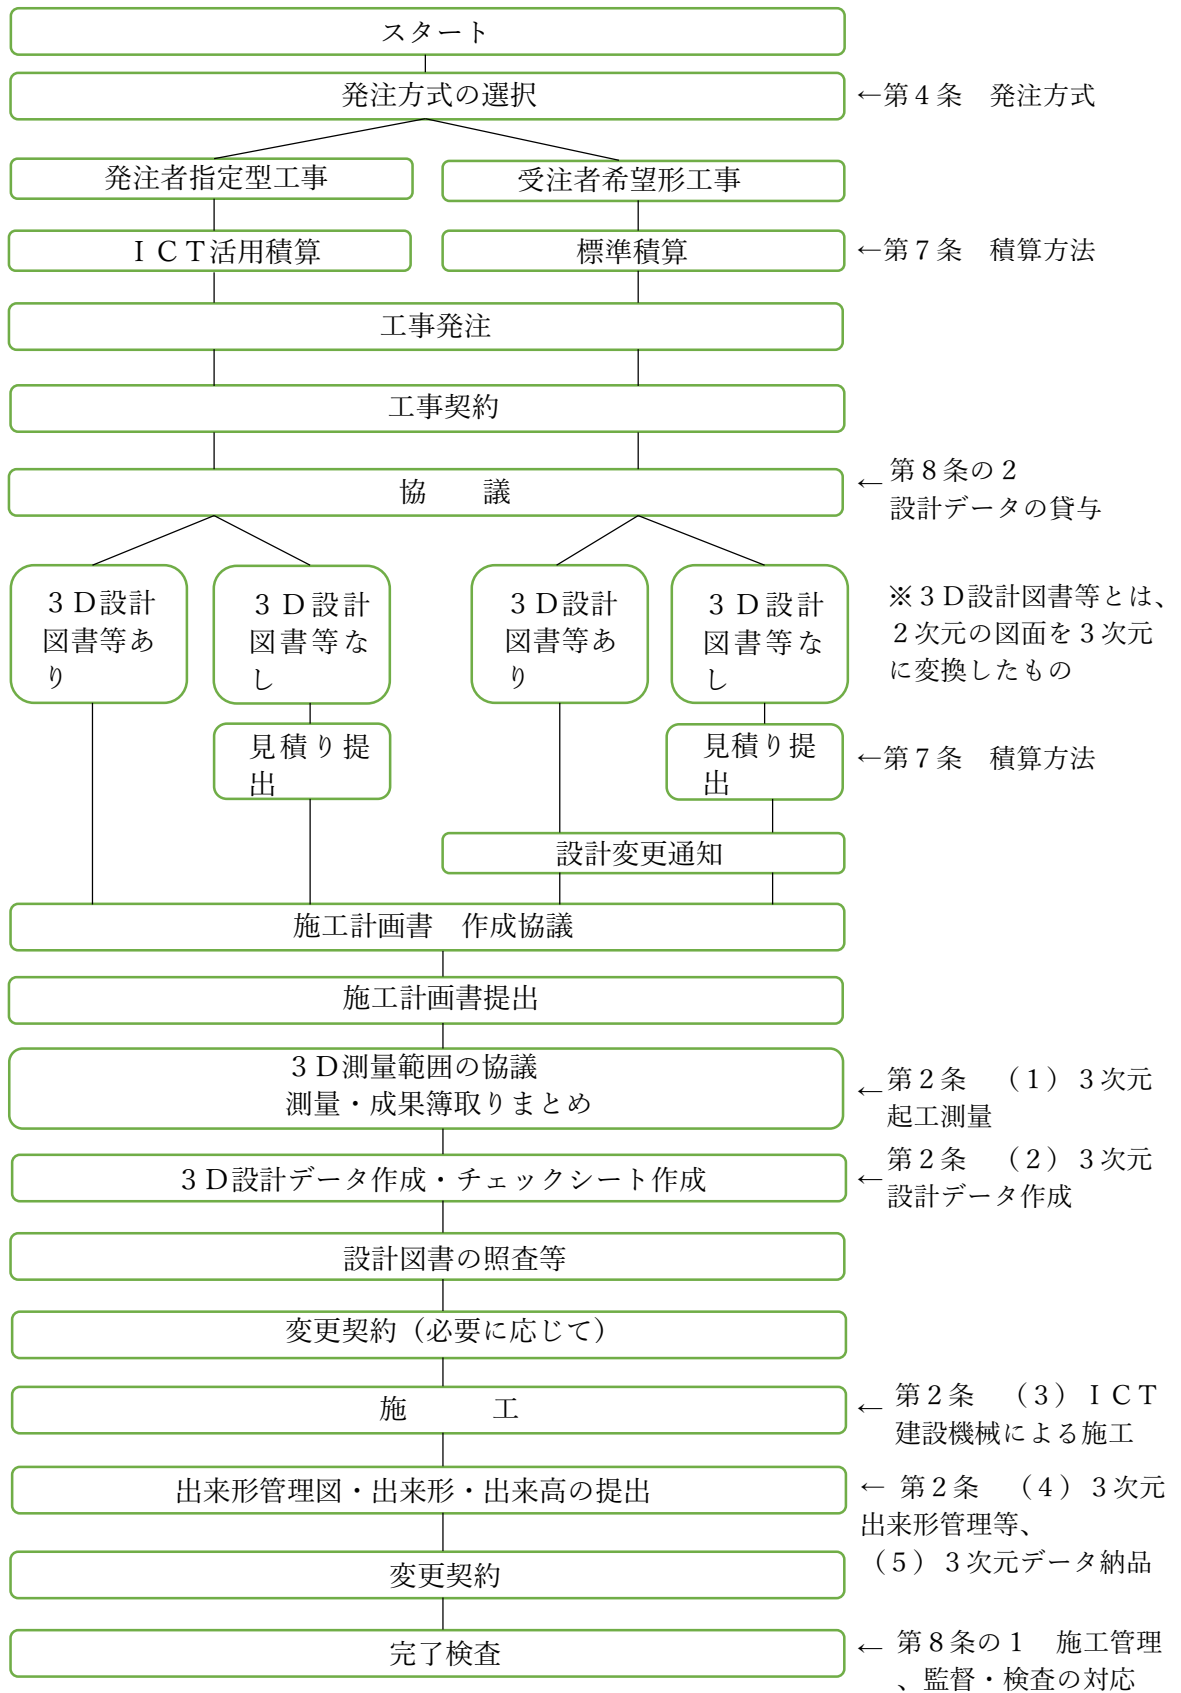 スタート
発注方式の選択
←第４条　発注方式
発注者指定型工事
受注者希望形工事
ＩＣＴ活用積算
標準積算
←第７条　積算方法
工事発注
工事契約
協　　議
← 第８条の２
設計データの貸与
３Ｄ設計
図書等あ
り
３Ｄ設計
図書等な
し
３Ｄ設計
図書等あ
り
３Ｄ設計
図書等な
し
※３Ｄ設計図書等とは、
２次元の図面を３次元
に変換したもの
見積り提
出
見積り提
出
←第７条　積算方法
設計変更通知
施工計画書　作成協議
施工計画書提出
３Ｄ測量範囲の協議
測量・成果簿取りまとめ
← 第２条　（１）３次元
起工測量
３Ｄ設計データ作成・チェックシート作成
← 第２条　（２）３次元
設計データ作成
設計図書の照査等
変更契約（必要に応じて）
施　　　工
← 第２条　（３）ＩＣＴ
建設機械による施工
出来形管理図・出来形・出来高の提出
← 第２条　（４）３次元
出来形管理等、
（５）３次元データ納品
変更契約
完了検査
← 第８条の１　施工管理
、監督・検査の対応